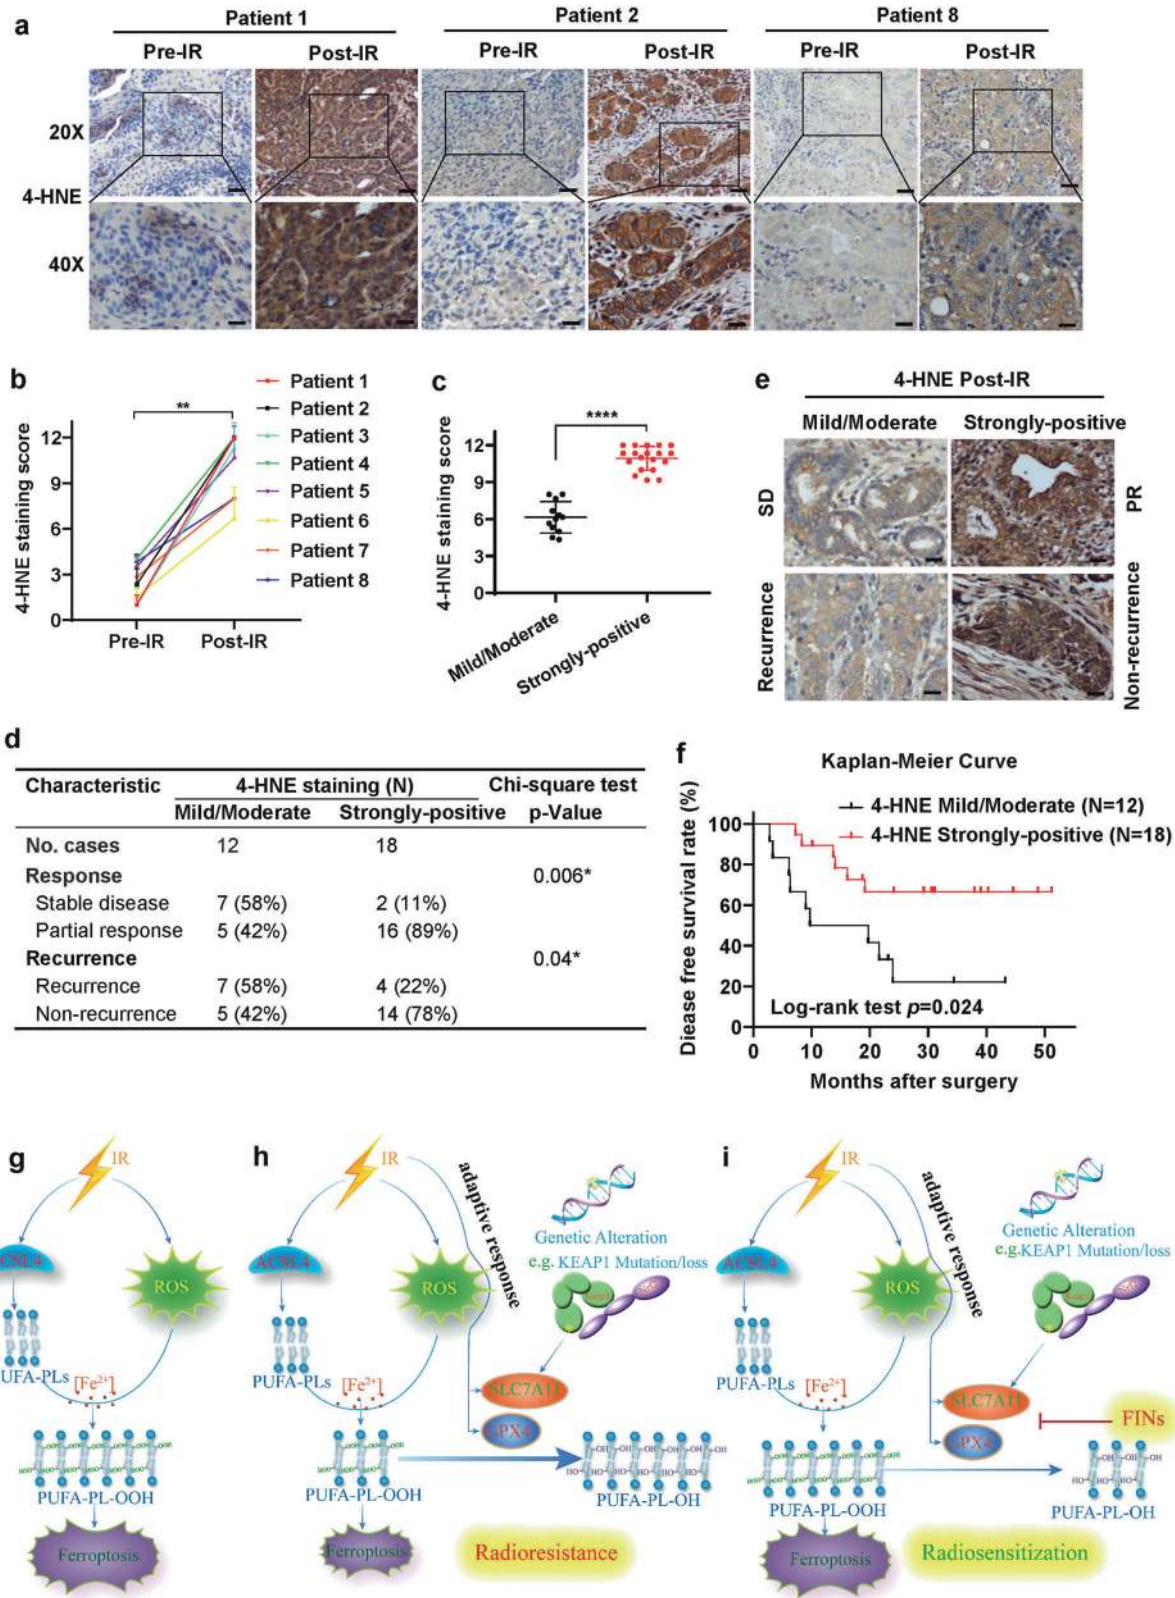 a
Patient 1
Patient 2
Patient 8
Pre-IR
Post-IR
Pre-IR
Post-IR
Pre-IR
Post-IR
20X
4-HNE
40X
b
4-HNE staining score
12
9
6
3
0
**
Pre-IR
Post-IR
Patient 1
Patient 2
Patient 3
Patient 4
Patient 5
Patient 6
Patient 7
Patient 8
c
4-HNE staining score
12
9
6
3
0
****
Mild/Moderate
Strongly-positive
e
4-HNE Post-IR
Mild/Moderate
Strongly-positive
SD
PR
Recurrence
Non-recurrence
d
Characteristic 4-HNE staining (N) Chi-square test
Mild/Moderate Strongly-positive p-Value
No. cases 12 18
Response 0.006*
Stable disease 7 (58%) 2 (11%)
Partial response 5 (42%) 16 (89%)
Recurrence 0.04*
Recurrence 7 (58%) 4 (22%)
Non-recurrence 5 (42%) 14 (78%)
f
Kaplan-Meier Curve
4-HNE Mild/Moderate (N=12)
4-HNE Strongly-positive (N=18)
Diease free survival rate (%)
100
80
60
40
20
0
Log-rank test p=0.024
0 10 20 30 40 50
Months after surgery
g
IR
CSL4
ROS
UFA-PLs
[Fe²⁺]
PUFA-PL-OOH
Ferroptosis
h
IR
adaptive response
ACSL4
ROS
Genetic Alteration
e.g. KEAP1 Mutation/loss
PUFA-PLs
[Fe²⁺]
SLC7A11
GPX4
PUFA-PL-OOH
PUFA-PL-OH
Ferroptosis
Radioresistance
i
IR
adaptive response
ACSL4
ROS
Genetic Alteration
e.g. KEAP1 Mutation/loss
PUFA-PLs
[Fe²⁺]
SLC7A11
GPX4
FINs
PUFA-PL-OOH
PUFA-PL-OH
Ferroptosis
Radiosensitization